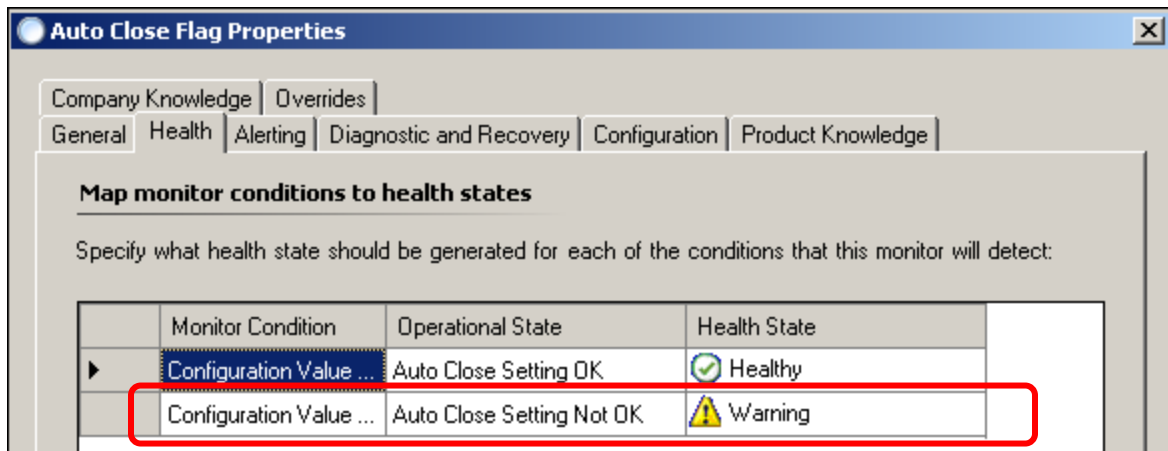 Auto Close Flag Properties
Company Knowledge Overrides
General Health Alerting Diagnostic and Recovery Configuration Product Knowledge
Map monitor conditions to health states
Specify what health state should be generated for each of the conditions that this monitor will detect:
Monitor Condition Operational State Health State
Configuration Value ... Auto Close Setting OK Healthy
Configuration Value ... Auto Close Setting Not OK Warning